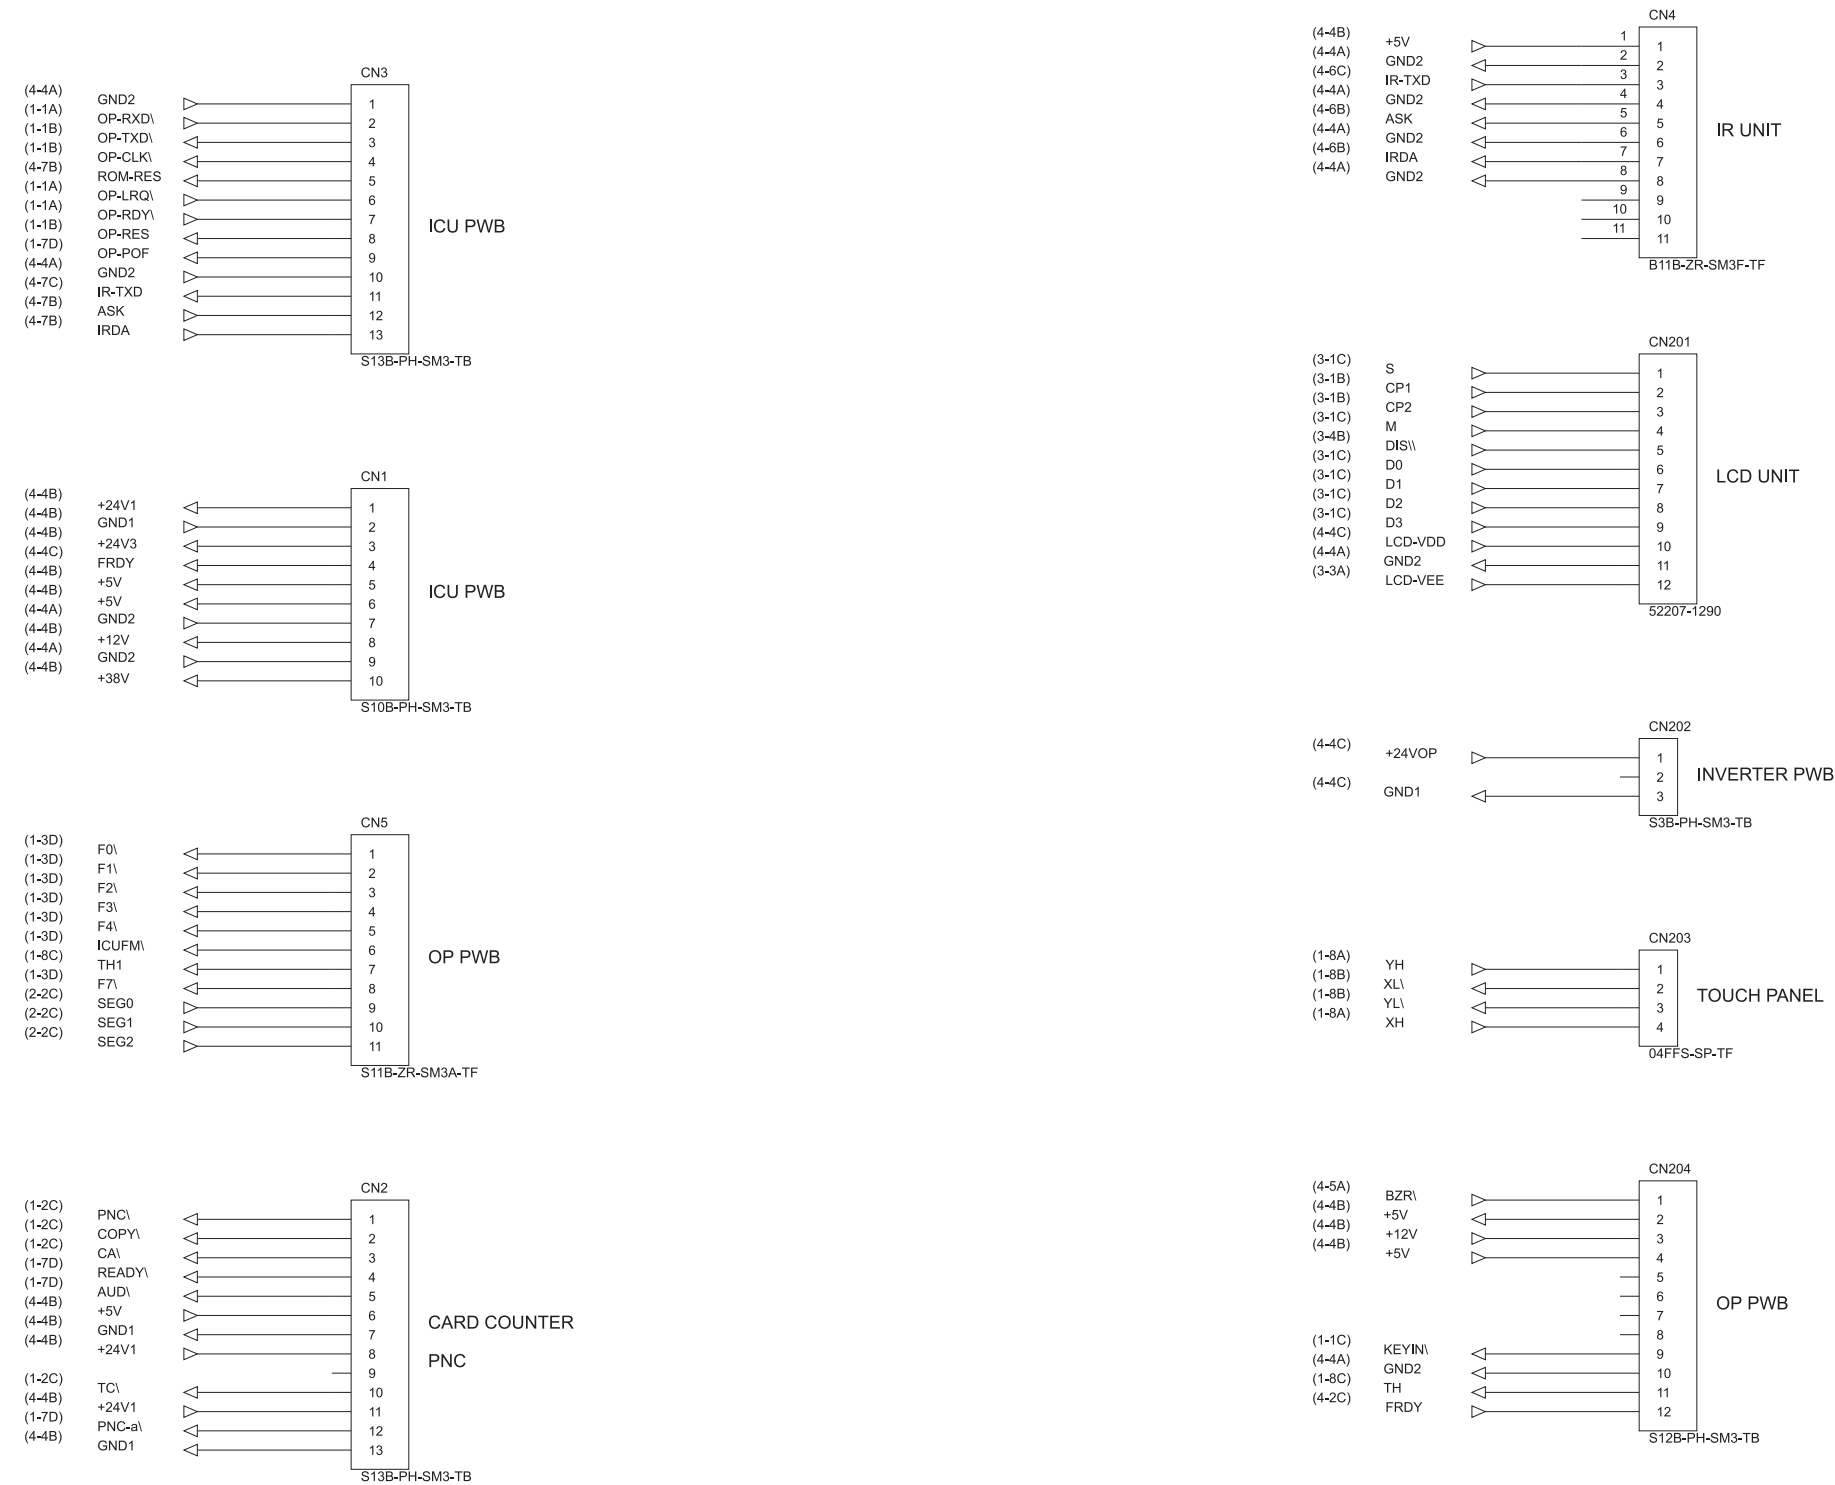 CN3
(4-4A) GND2 1
(1-1A) OP-RXD\ 2
(1-1B) OP-TXD\ 3
(1-1B) OP-CLK\ 4
(4-7B) ROM-RES 5
(1-1A) OP-LRQ\ 6
(1-1A) OP-RDY\ 7
(1-1B) OP-RES 8
(1-7D) OP-POF 9
(4-4A) GND2 10
(4-7C) IR-TXD 11
(4-7B) ASK 12
(4-7B) IRDA 13
ICU PWB
S13B-PH-SM3-TB
CN1
(4-4B) +24V1 1
(4-4B) GND1 2
(4-4B) +24V3 3
(4-4C) FRDY 4
(4-4B) +5V 5
(4-4B) +5V 6
(4-4A) GND2 7
(4-4B) +12V 8
(4-4A) GND2 9
(4-4B) +38V 10
ICU PWB
S10B-PH-SM3-TB
CN5
(1-3D) F0\ 1
(1-3D) F1\ 2
(1-3D) F2\ 3
(1-3D) F3\ 4
(1-3D) F4\ 5
(1-3D) ICUFM\ 6
(1-8C) TH1 7
(1-3D) F7\ 8
(2-2C) SEG0 9
(2-2C) SEG1 10
(2-2C) SEG2 11
OP PWB
S11B-ZR-SM3A-TF
CN2
(1-2C) PNC\ 1
(1-2C) COPY\ 2
(1-2C) CA\ 3
(1-7D) READY\ 4
(1-7D) AUD\ 5
(4-4B) +5V 6
(4-4B) GND1 7
(4-4B) +24V1 8
9
(1-2C) TC\ 10
(4-4B) +24V1 11
(1-7D) PNC-a\ 12
(4-4B) GND1 13
CARD COUNTER
PNC
S13B-PH-SM3-TB
CN4
(4-4B) +5V 1 1
(4-4A) GND2 2 2
(4-6C) IR-TXD 3 3
(4-4A) GND2 4 4
(4-6B) ASK 5 5
(4-4A) GND2 6 6
(4-6B) IRDA 7 7
(4-4A) GND2 8 8
9 9
10 10
11 11
IR UNIT
B11B-ZR-SM3F-TF
CN201
(3-1C) S 1
(3-1B) CP1 2
(3-1B) CP2 3
(3-1C) M 4
(3-4B) DIS\\ 5
(3-1C) D0 6
(3-1C) D1 7
(3-1C) D2 8
(3-1C) D3 9
(4-4C) LCD-VDD 10
(4-4A) GND2 11
(3-3A) LCD-VEE 12
LCD UNIT
52207-1290
CN202
(4-4C) +24VOP 1
2
(4-4C) GND1 3
INVERTER PWB
S3B-PH-SM3-TB
CN203
(1-8A) YH 1
(1-8B) XL\ 2
(1-8B) YL\ 3
(1-8A) XH 4
TOUCH PANEL
04FFS-SP-TF
CN204
(4-5A) BZR\ 1
(4-4B) +5V 2
(4-4B) +12V 3
(4-4B) +5V 4
5
6
7
8
(1-1C) KEYIN\ 9
(4-4A) GND2 10
(1-8C) TH 11
(4-2C) FRDY 12
OP PWB
S12B-PH-SM3-TB